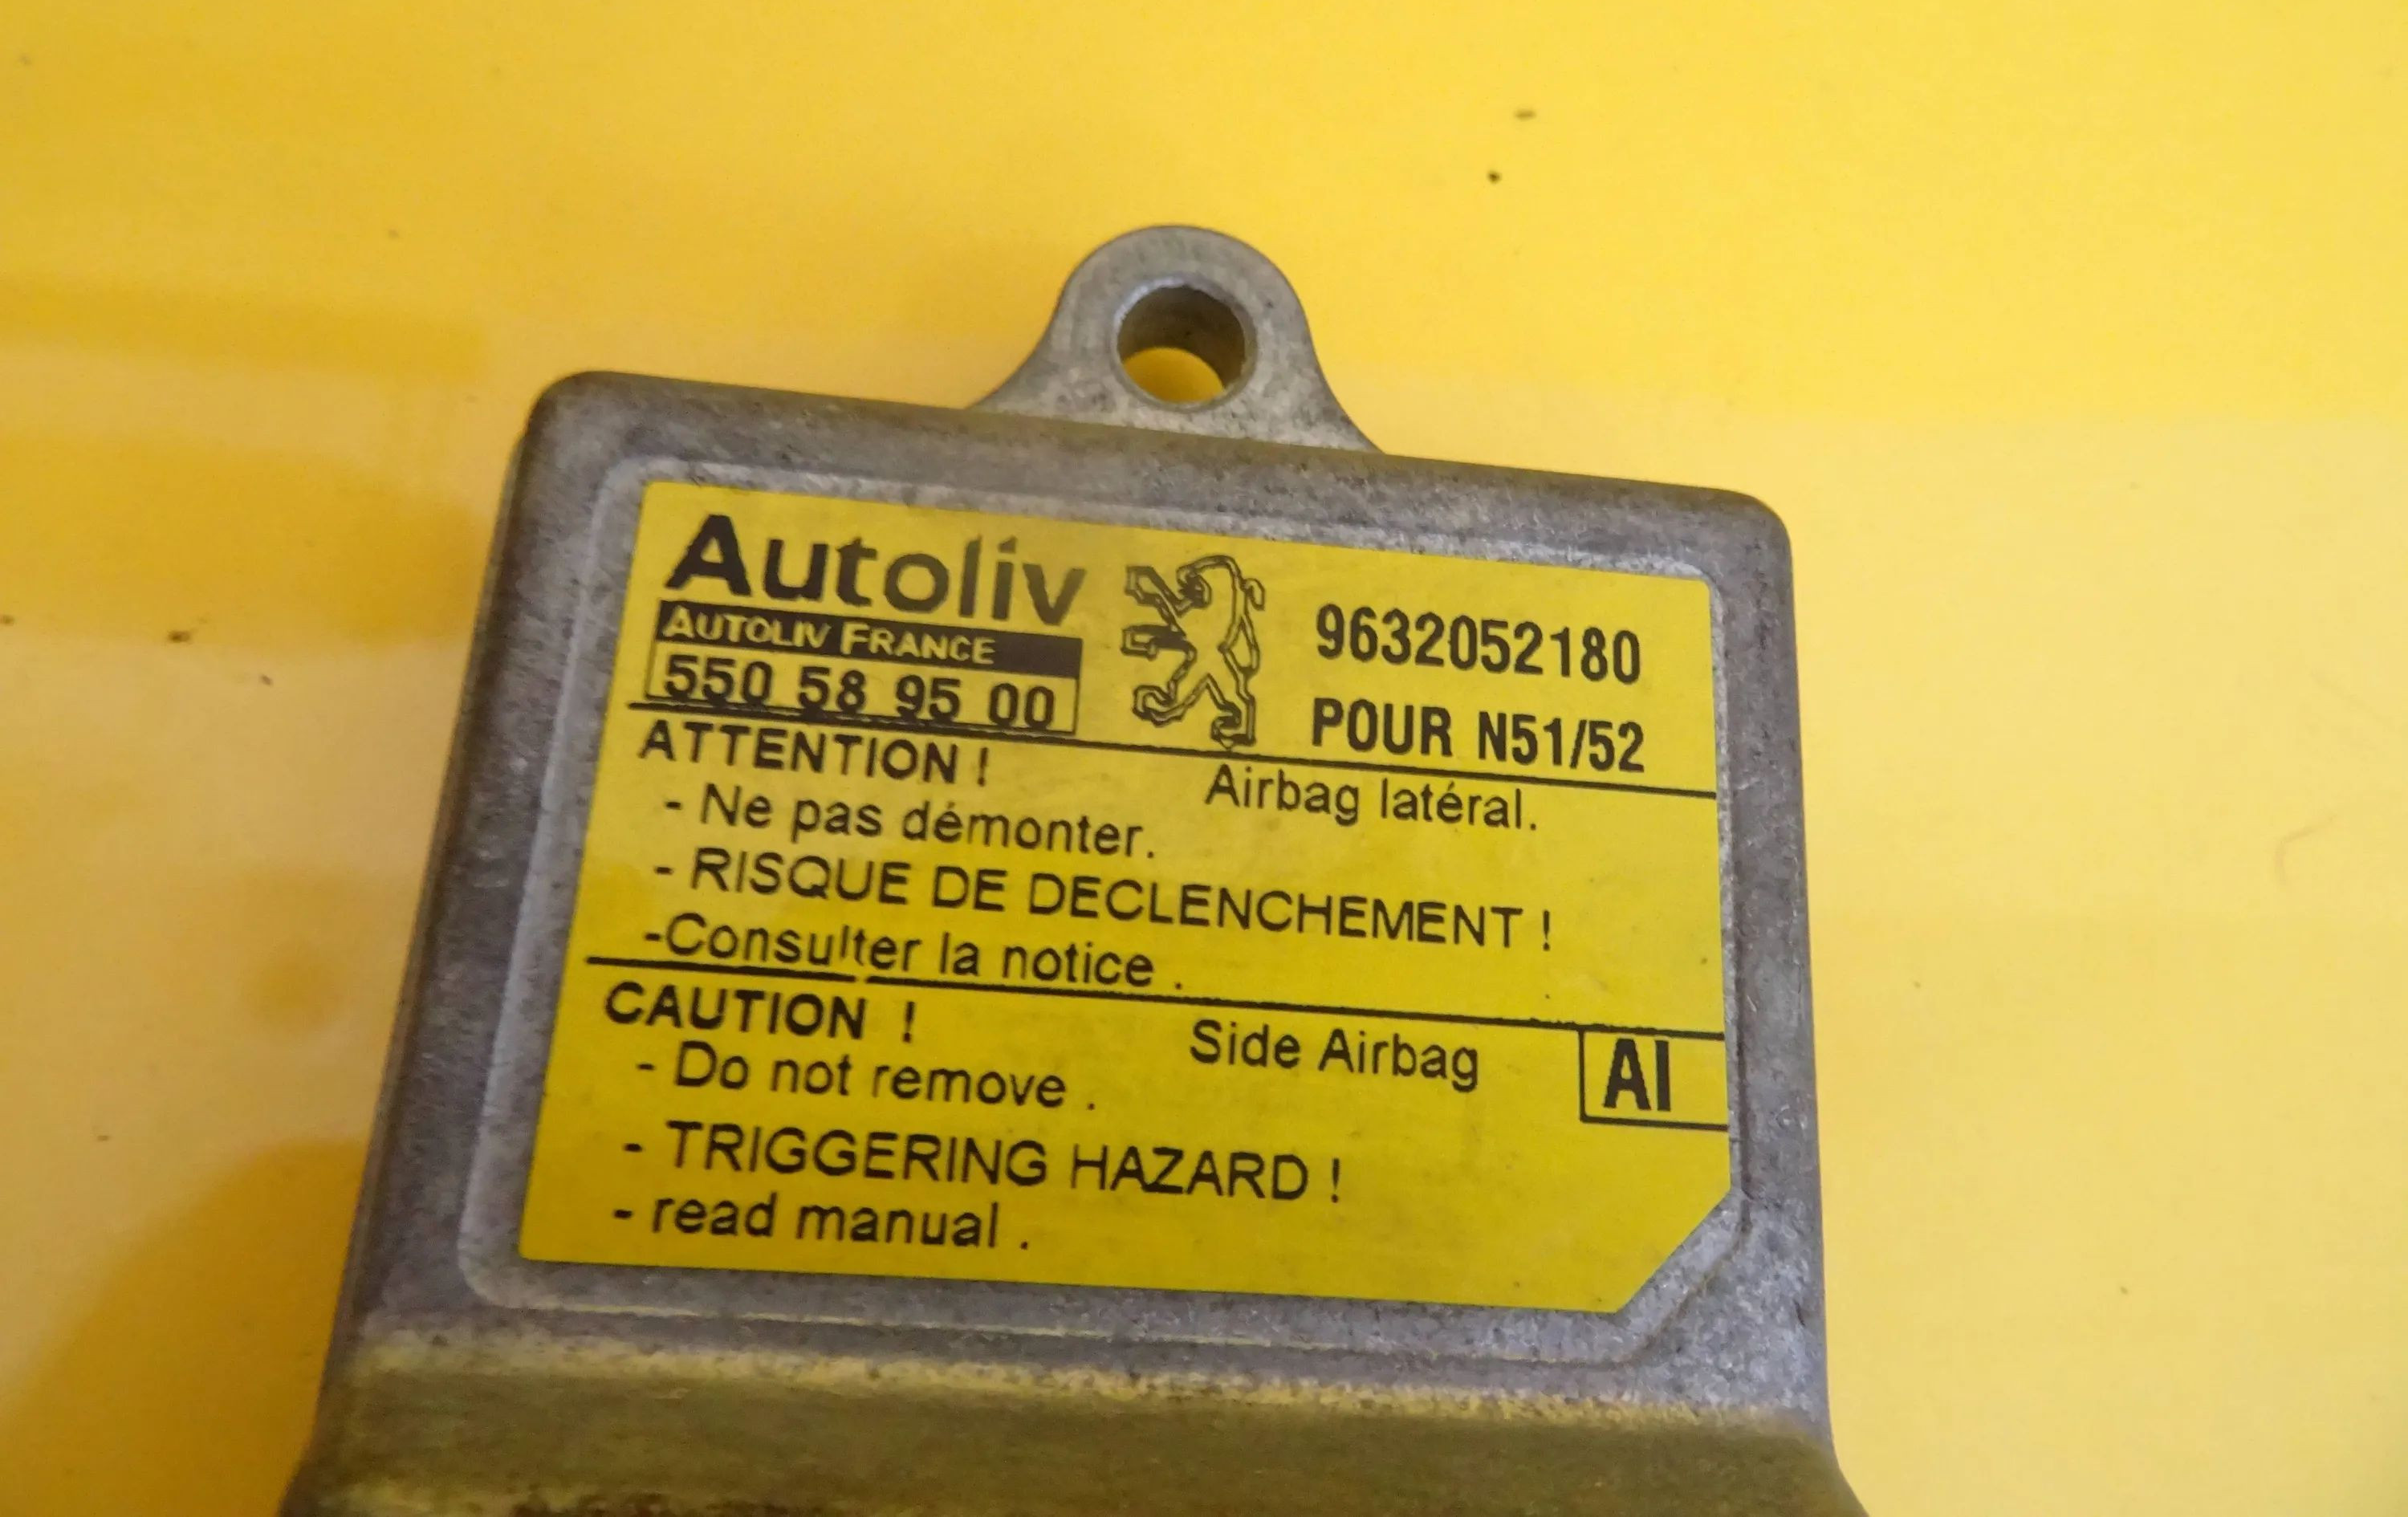 Autoliv
AUTOLIV FRANCE
550 58 95 00
9632052180
POUR N51/52
ATTENTION !
Airbag latéral.
- Ne pas démonter.
- RISQUE DE DECLENCHEMENT !
-Consulter la notice .
CAUTION !
Side Airbag
AI
- Do not remove .
- TRIGGERING HAZARD !
- read manual .